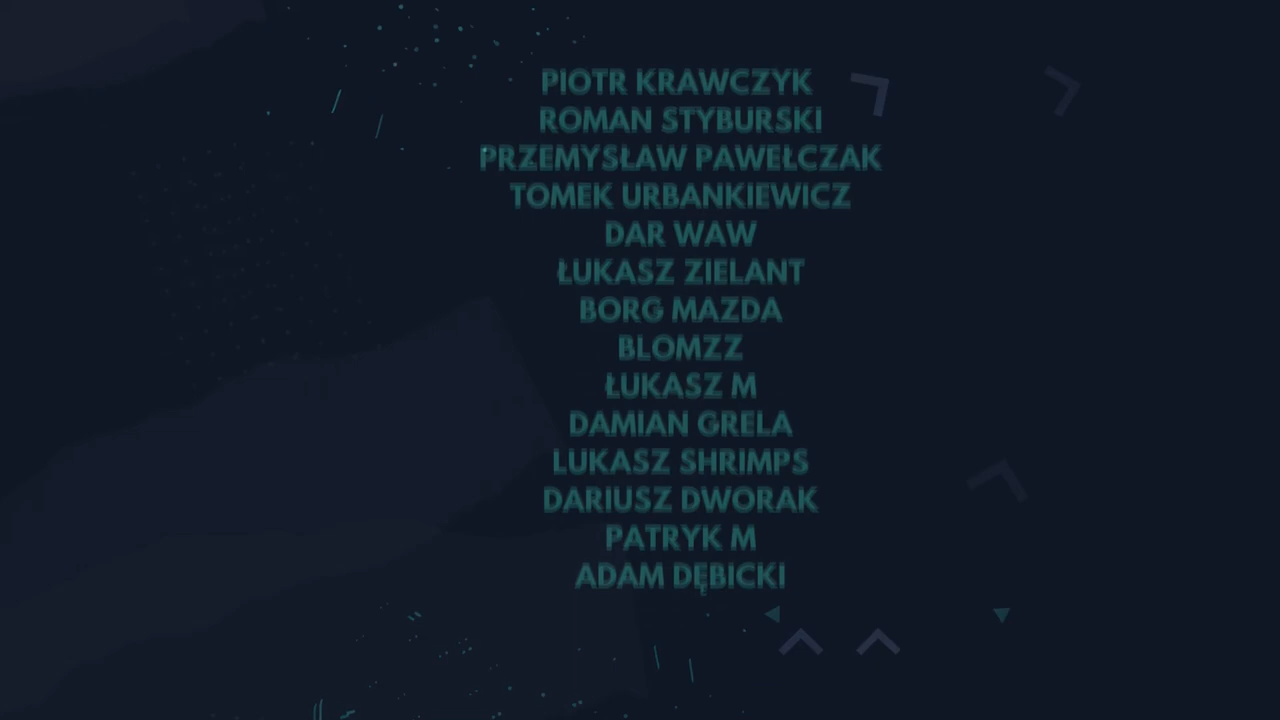 PIOTR KRAWCZYK
ROMAN STYBURSKI
PRZEMYSŁAW PAWEŁCZAK
TOMEK URBANKIEWICZ
DAR WAW
ŁUKASZ ZIELANT
BORG MAZDA
BLOMZZ
ŁUKASZ M
DAMIAN GRELA
LUKASZ SHRIMPS
DARIUSZ DWORAK
PATRYK M
ADAM DĘBICKI